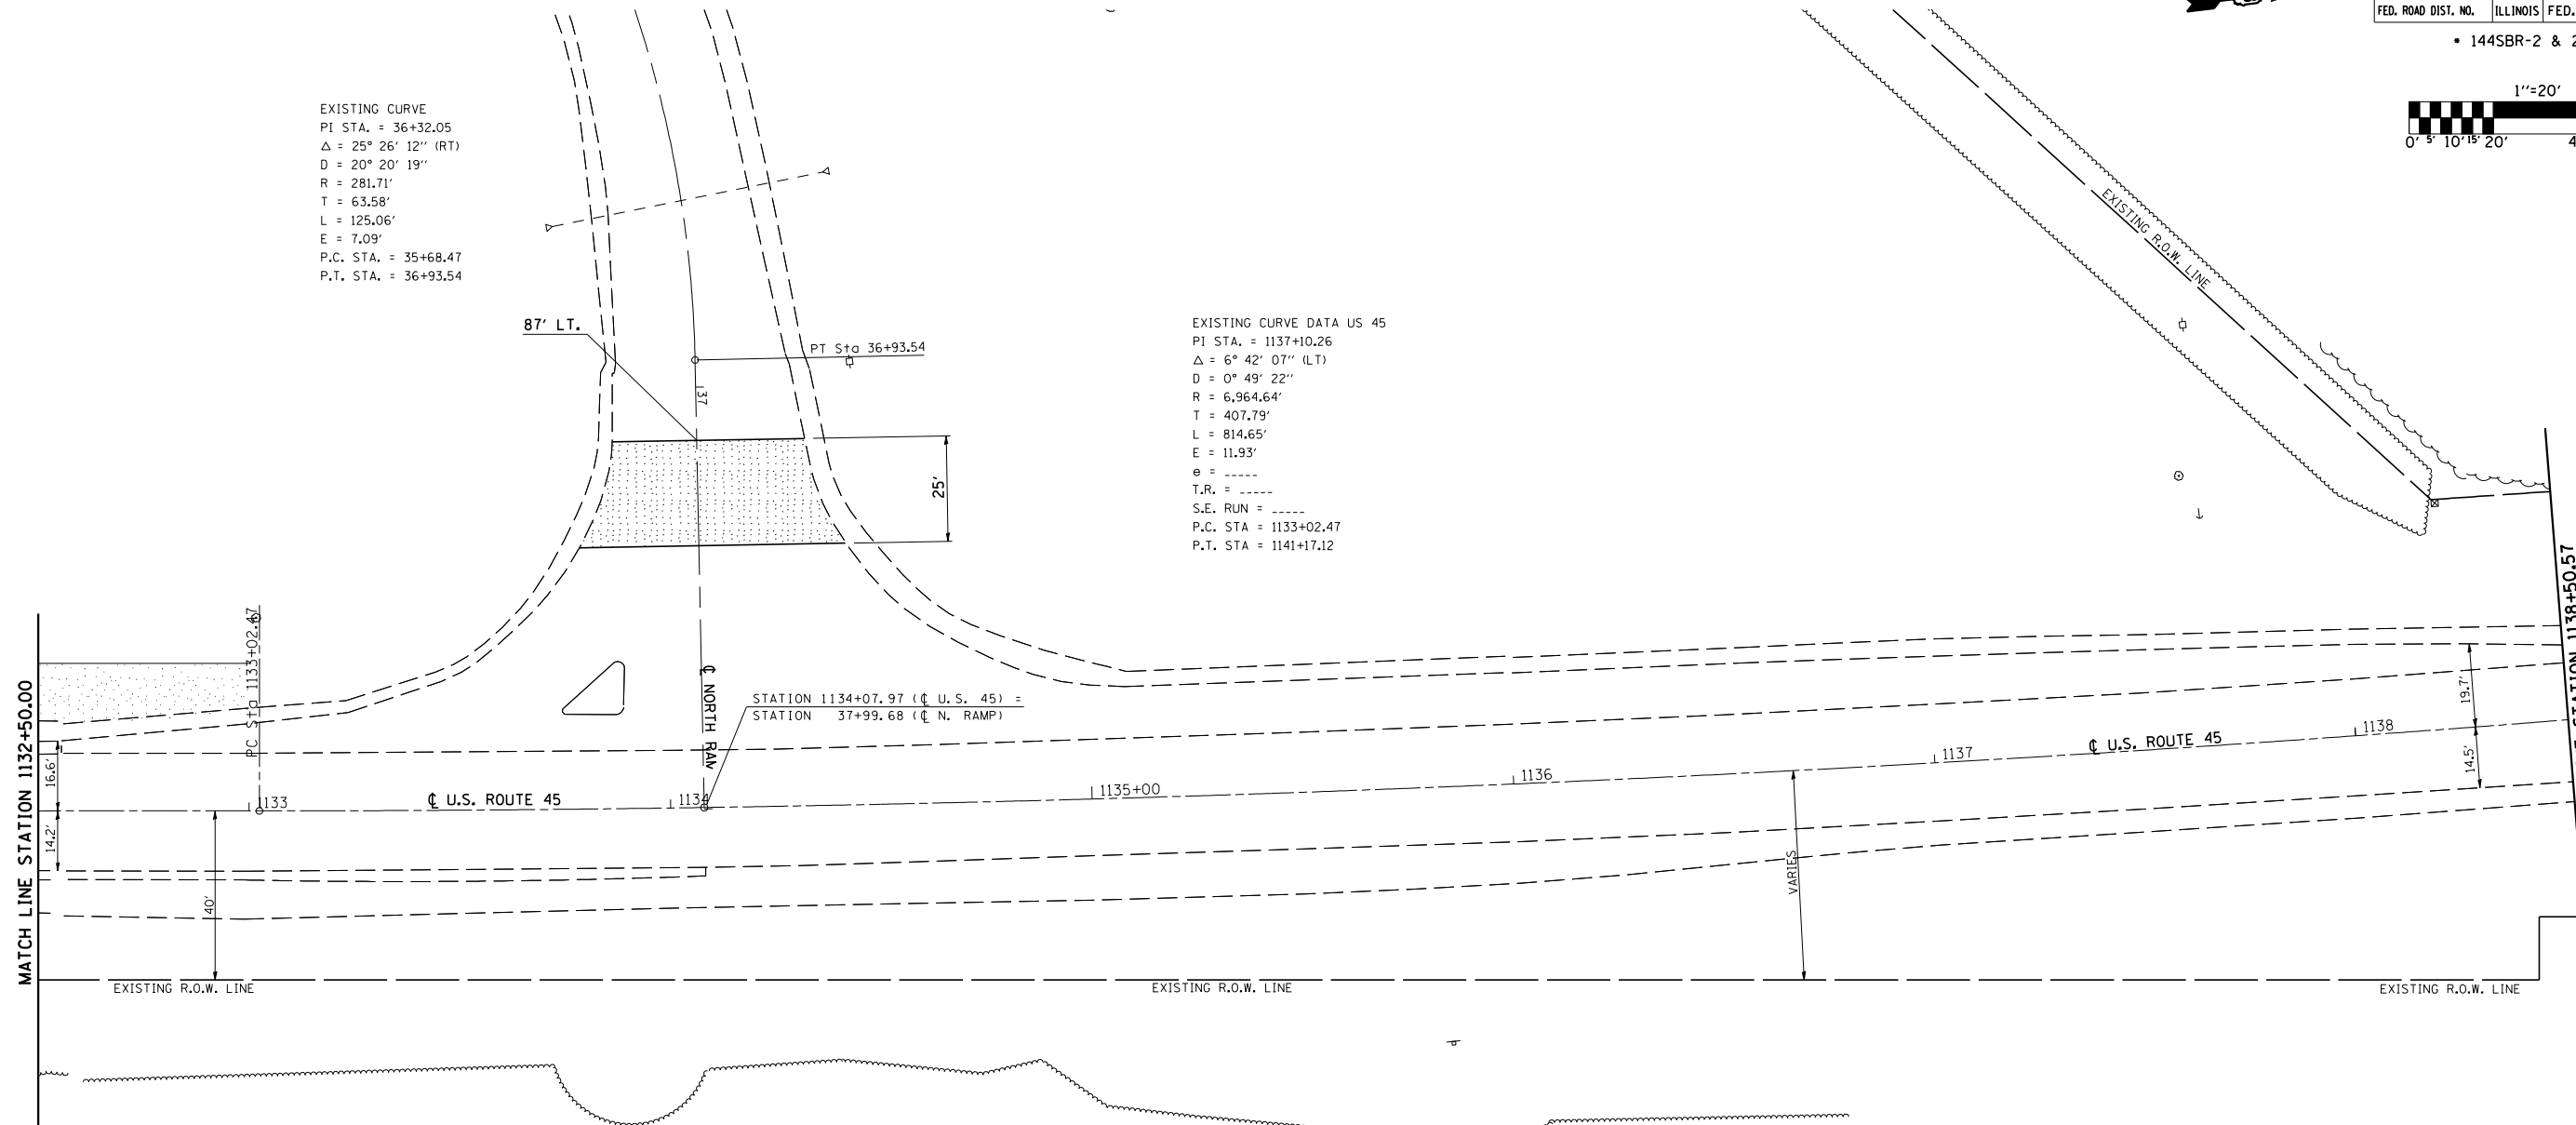 FED. ROAD DIST. NO. ILLINOIS FED.
* 144SBR-2 &
1''=20'
0' 5' 10' 15' 20' 4
EXISTING CURVE
PI STA. = 36+32.05
Δ = 25° 26' 12'' (RT)
D = 20° 20' 19''
R = 281.71'
T = 63.58'
L = 125.06'
E = 7.09'
P.C. STA. = 35+68.47
P.T. STA. = 36+93.54
EXISTING R.O.W. LINE
87' LT.
PT Sta 36+93.54
37
25'
EXISTING CURVE DATA US 45
PI STA. = 1137+10.26
Δ = 6° 42' 07'' (LT)
D = 0° 49' 22''
R = 6,964.64'
T = 407.79'
L = 814.65'
E = 11.93'
e = _____
T.R. = _____
S.E. RUN = _____
P.C. STA = 1133+02.47
P.T. STA = 1141+17.12
PC Sta 1133+02.47
℄ NORTH RAM
STATION 1134+07.97 (℄ U.S. 45) =
STATION 37+99.68 (℄ N. RAMP)
MATCH LINE STATION 1132+50.00
16.6'
14.2'
40'
1133
℄ U.S. ROUTE 45
1134
1135+00
1136
1137
℄ U.S. ROUTE 45
1138
19.7'
14.5'
VARIES
STATION 1138+50.57
EXISTING R.O.W. LINE
EXISTING R.O.W. LINE
EXISTING R.O.W. LINE